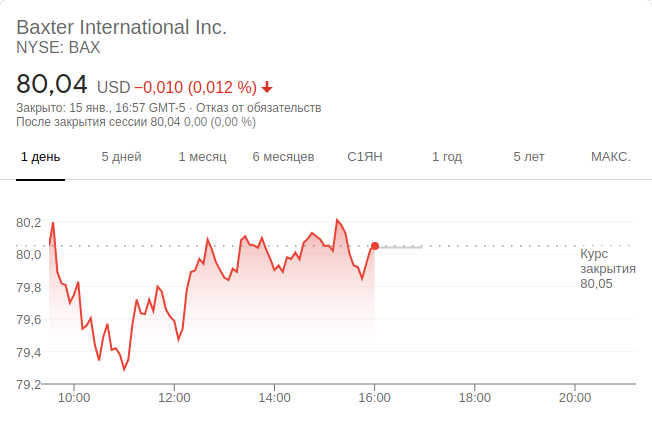 Baxter International Inc.
NYSE: BAX
80,04 USD −0,010 (0,012 %)
Закрыто: 15 янв., 16:57 GMT-5 · Отказ от обязательств
После закрытия сессии 80,04 0,00 (0,00 %)
1 день 5 дней 1 месяц 6 месяцев С1ЯН 1 год 5 лет МАКС.
80,2
80,0
79,8
79,6
79,4
79,2
Курс
закрытия
80,05
10:00 12:00 14:00 16:00 18:00 20:00